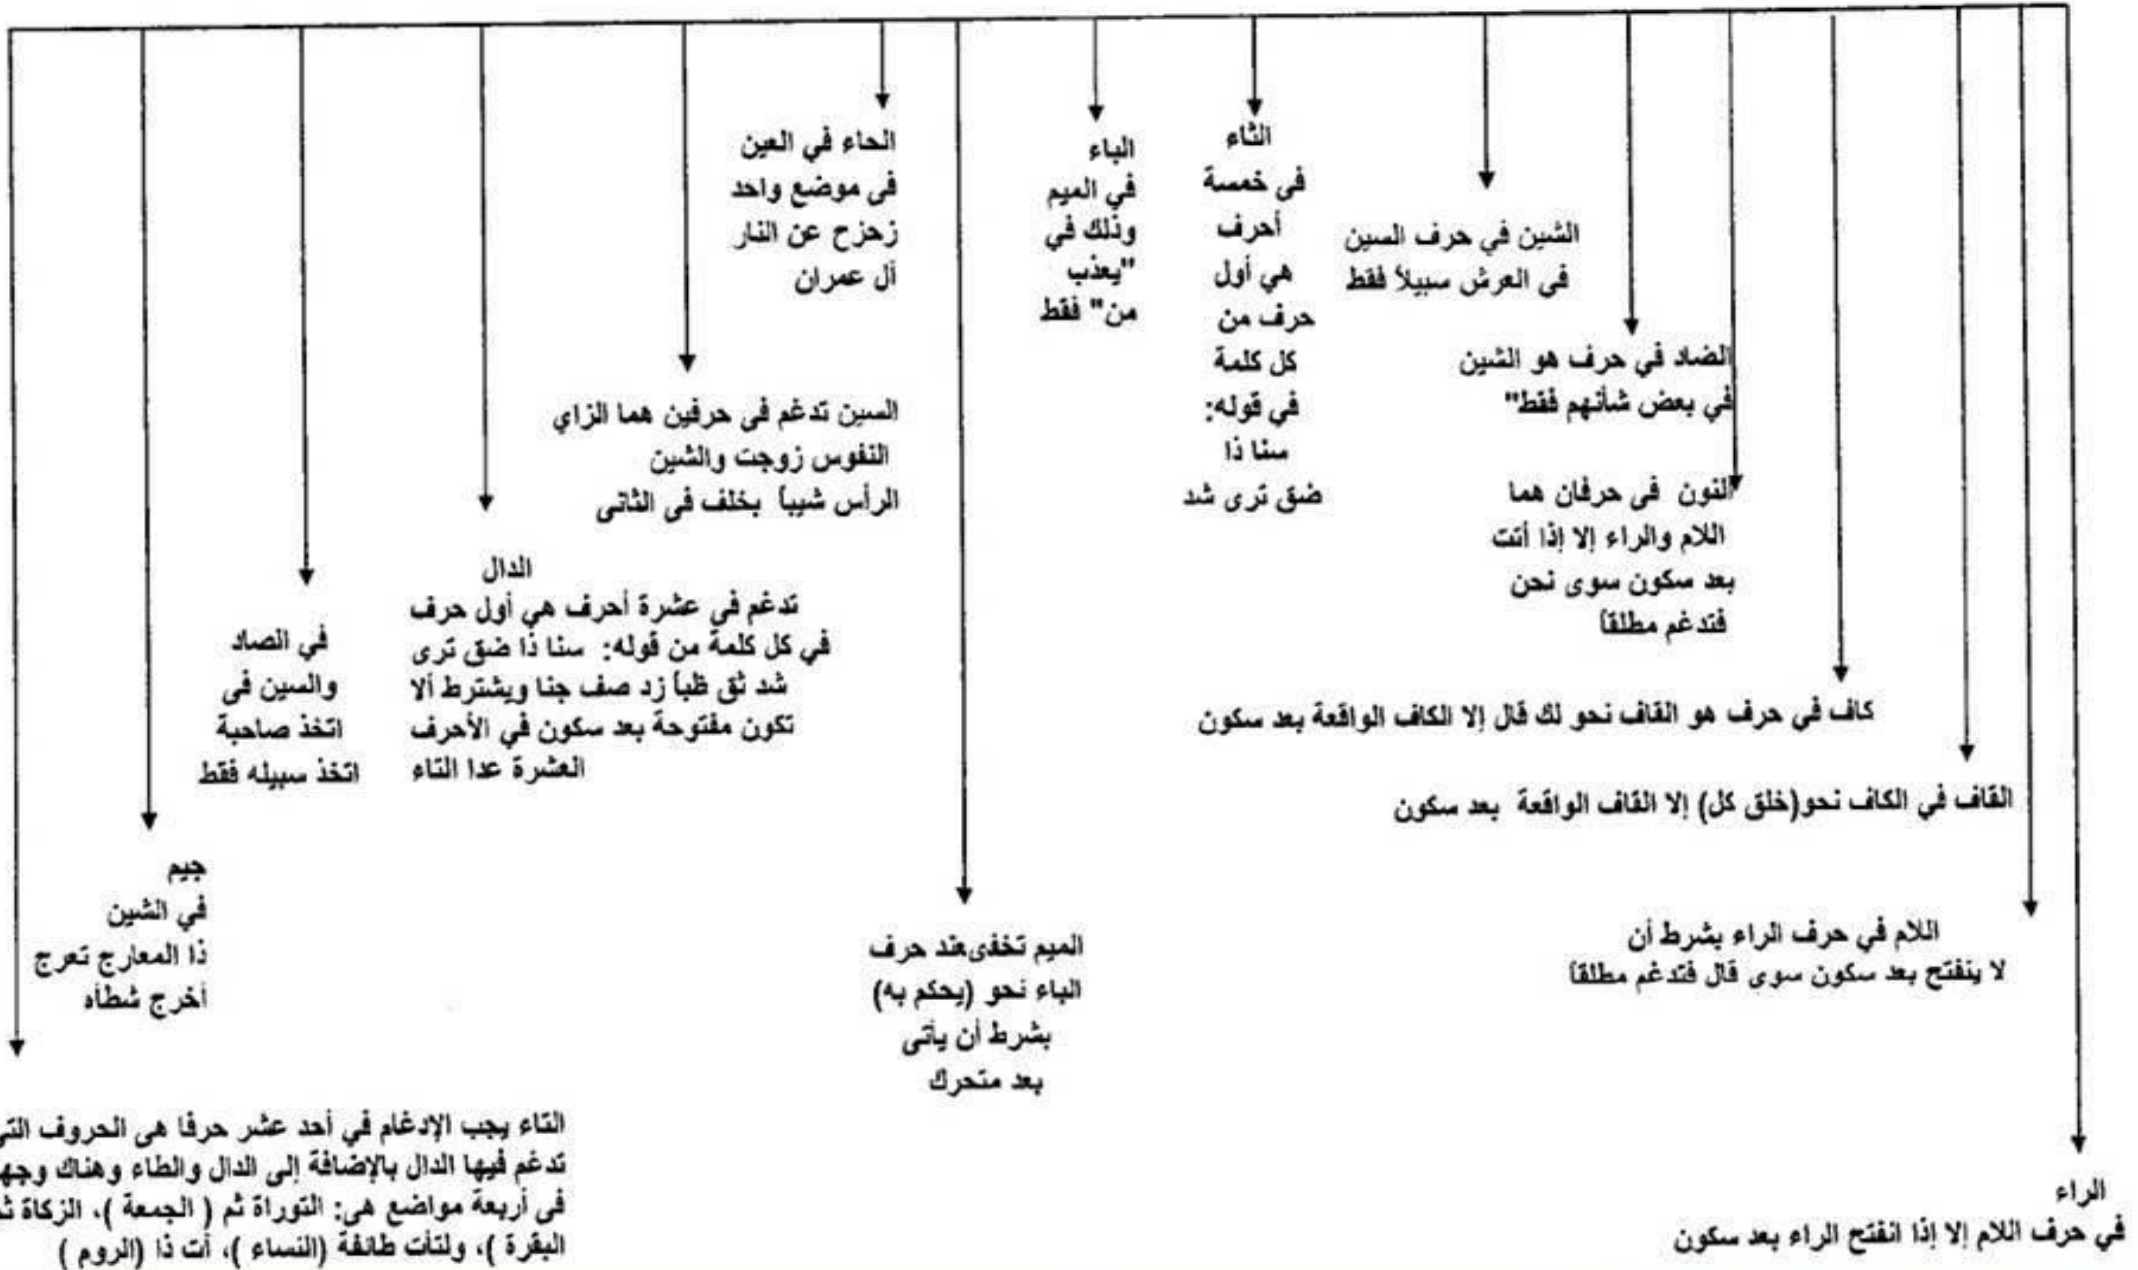 الراء
في حرف اللام إلا إذا انفتح الراء بعد سكون
اللام في حرف الراء بشرط أن
لا ينفتح بعد سكون سوى قال فتدغم مطلقاً
القاف في الكاف نحو(خلق كل) إلا القاف الواقعة بعد سكون
كاف في حرف هو القاف نحو لك قال إلا الكاف الواقعة بعد سكون
النون في حرفان هما
اللام والراء إلا إذا أتت
بعد سكون سوى نحن
فتدغم مطلقاً
الضاد في حرف هو الشين
في بعض شأنهم فقط"
الشين في حرف السين
في العرش سبيلاً فقط
الثاء
في خمسة
أحرف
هي أول
حرف من
كل كلمة
في قوله:
سنا ذا
ضق ترى شد
الباء
في الميم
وذلك في
"يعذب
من" فقط
الميم تخفى عند حرف
الباء نحو (يحكم به)
بشرط أن يأتى
بعد متحرك
الحاء في العين
في موضع واحد
زحزح عن النار
آل عمران
السين تدغم في حرفين هما الزاي
النفوس زوجت والشين
الرأس شيباً بخلف في الثانى
الدال
تدغم في عشرة أحرف هي أول حرف
في كل كلمة من قوله: سنا ذا ضق ترى
شد ثق ظباً زد صف جنا ويشترط ألا
تكون مفتوحة بعد سكون في الأحرف
العشرة عدا التاء
في الصاد
والسين في
اتخذ صاحبة
اتخذ سبيله فقط
جيم
في الشين
ذا المعارج تعرج
أخرج شطأه
التاء يجب الإدغام في أحد عشر حرفا هي الحروف التي
تدغم فيها الدال بالإضافة إلى الدال والطاء وهناك
في أربعة مواضع هى: التوراة ثم ( الجمعة )، الزكاة
البقرة )، ولتأت طائفة (النساء )، آت ذا (الروم )